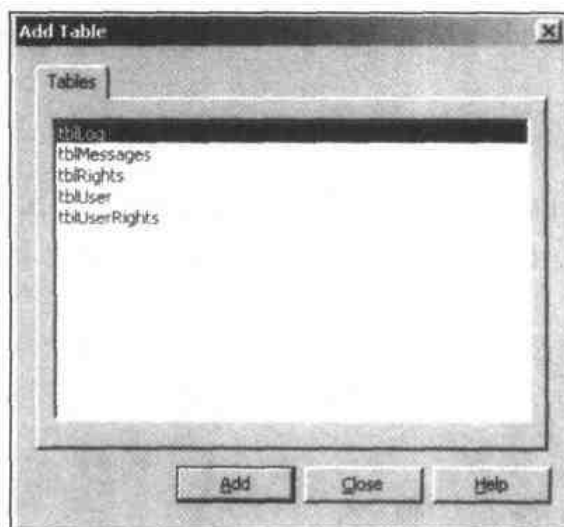 Add Table
Tables
tblLog
tblMessages
tblRights
tblUser
tblUserRights
Add
Close
Help